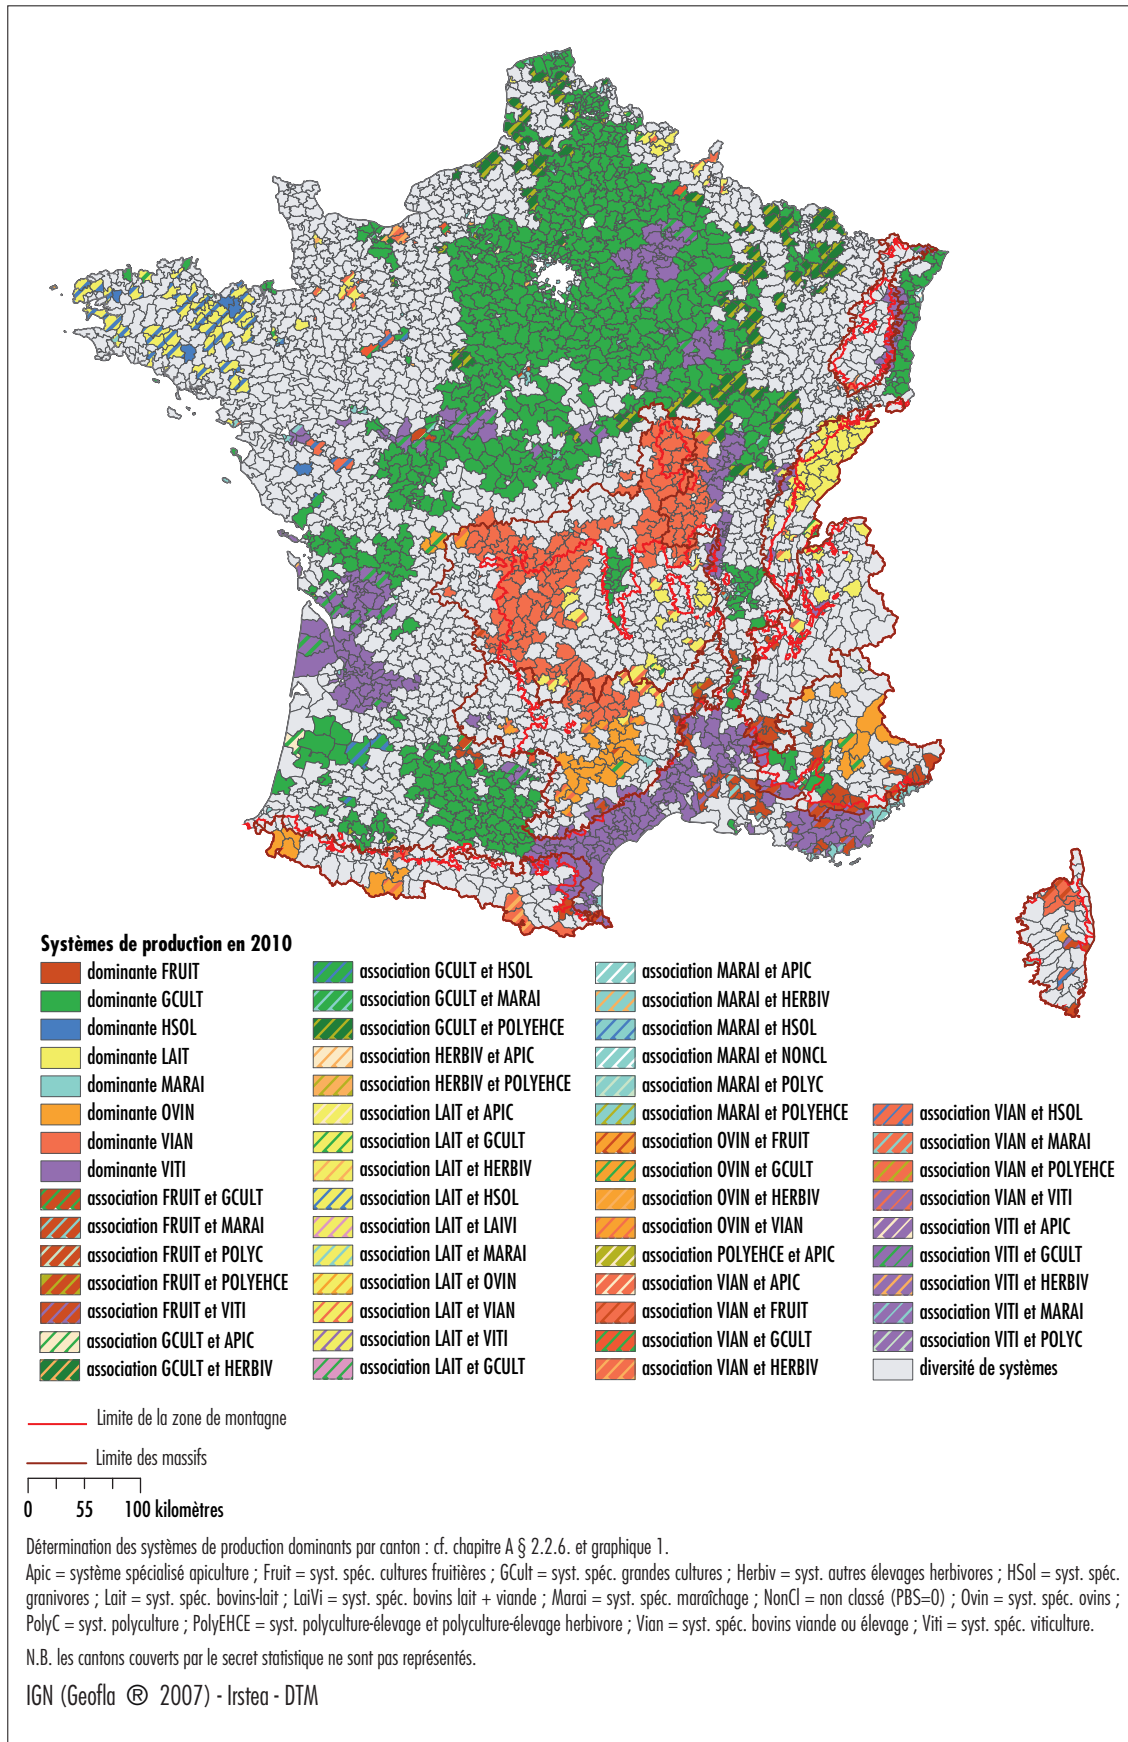 Systèmes de production en 2010
dominante FRUIT
dominante GCULT
dominante HSOL
dominante LAIT
dominante MARAI
dominante OVIN
dominante VIAN
dominante VITI
association FRUIT et GCULT
association FRUIT et MARAI
association FRUIT et POLYC
association FRUIT et POLYEHCE
association FRUIT et VITI
association GCULT et APIC
association GCULT et HERBIV
association GCULT et HSOL
association GCULT et MARAI
association GCULT et POLYEHCE
association HERBIV et APIC
association HERBIV et POLYEHCE
association LAIT et APIC
association LAIT et GCULT
association LAIT et HERBIV
association LAIT et HSOL
association LAIT et LAIVI
association LAIT et MARAI
association LAIT et OVIN
association LAIT et VIAN
association LAIT et VITI
association LAIT et GCULT
association MARAI et APIC
association MARAI et HERBIV
association MARAI et HSOL
association MARAI et NONCL
association MARAI et POLYC
association MARAI et POLYEHCE
association OVIN et FRUIT
association OVIN et GCULT
association OVIN et HERBIV
association OVIN et VIAN
association POLYEHCE et APIC
association VIAN et APIC
association VIAN et FRUIT
association VIAN et GCULT
association VIAN et HERBIV
association VIAN et HSOL
association VIAN et MARAI
association VIAN et POLYEHCE
association VIAN et VITI
association VITI et APIC
association VITI et GCULT
association VITI et HERBIV
association VITI et MARAI
association VITI et POLYC
diversité de systèmes
Limite de la zone de montagne
Limite des massifs
0 55 100 kilomètres
Détermination des systèmes de production dominants par canton : cf. chapitre A § 2.2.6. et graphique 1.
Apic = système spécialisé apiculture ; Fruit = syst. spéc. cultures fruitières ; GCult = syst. spéc. grandes cultures ; Herbiv = syst. autres élevages herbivores ; HSol = syst. spéc.
granivores ; Lait = syst. spéc. bovins-lait ; LaiVi = syst. spéc. bovins lait + viande ; Marai = syst. spéc. maraîchage ; NonCl = non classé (PBS=0) ; Ovin = syst. spéc. ovins ;
PolyC = syst. polyculture ; PolyEHCE = syst. polyculture-élevage et polyculture-élevage herbivore ; Vian = syst. spéc. bovins viande ou élevage ; Viti = syst. spéc. viticulture.
N.B. les cantons couverts par le secret statistique ne sont pas représentés.
IGN (Geofla ® 2007) - Irstea - DTM